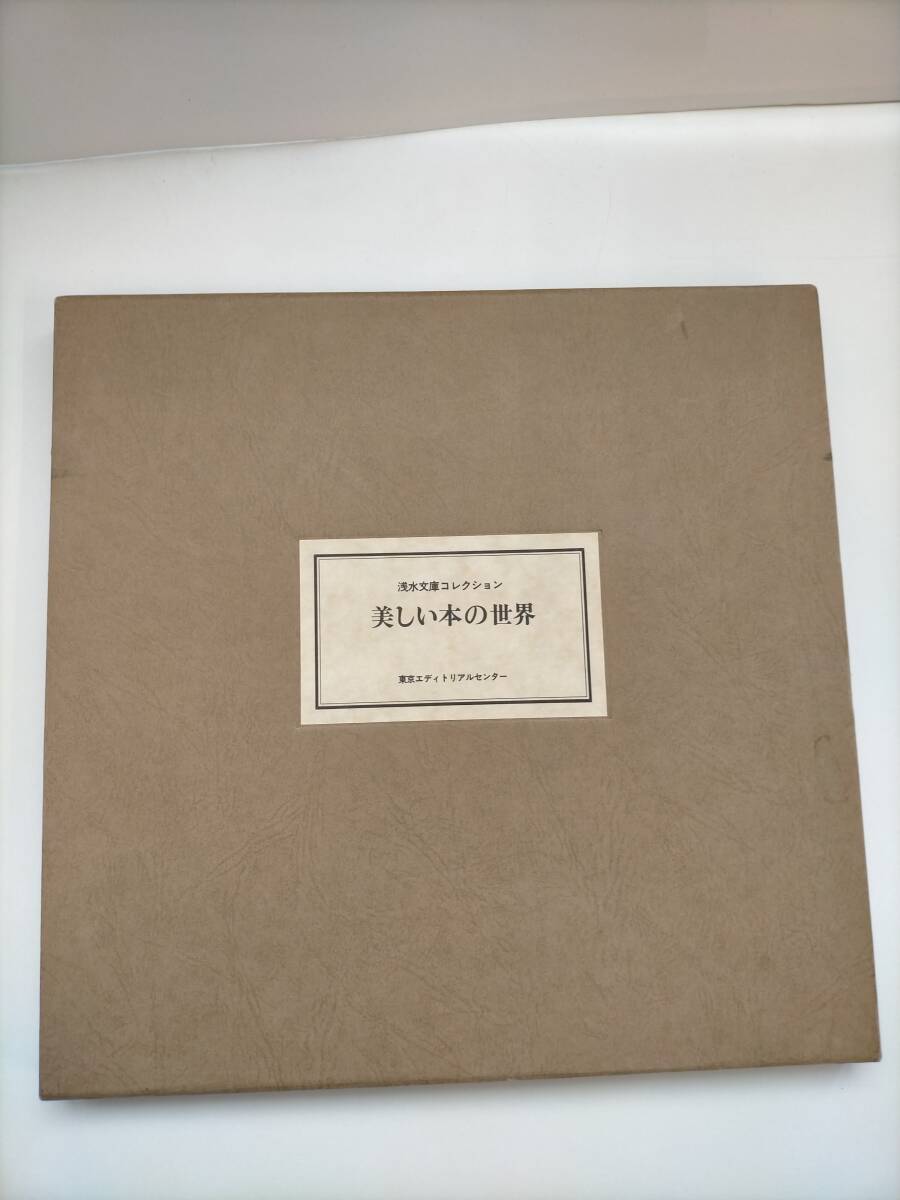 浅水文庫コレクション
美しい本の世界
東京エディトリアルセンター